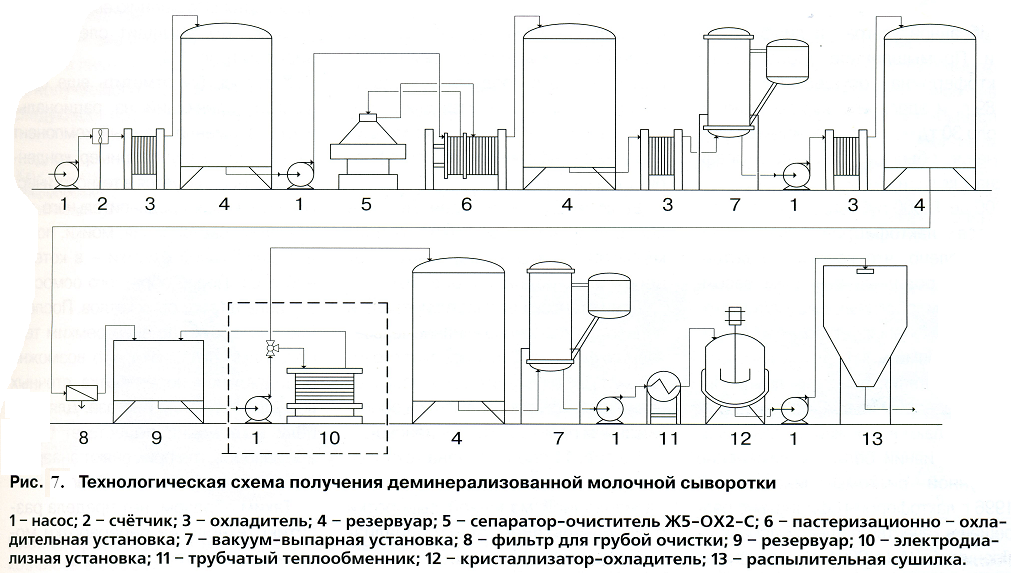 1 2 3 4 1 5 6 4 3 7 1 3 4
8 9 1 10 4 7 1 11 12 1 13
Рис. 7. Технологическая схема получения деминерализованной молочной сыворотки
1 – насос; 2 – счётчик; 3 – охладитель; 4 – резервуар; 5 – сепаратор-очиститель Ж5-ОХ2-С; 6 – пастеризационно – охла-
дительная установка; 7 – вакуум-выпарная установка; 8 – фильтр для грубой очистки; 9 – резервуар; 10 – электродиа-
лизная установка; 11 – трубчатый теплообменник; 12 – кристаллизатор-охладитель; 13 – распылительная сушилка.